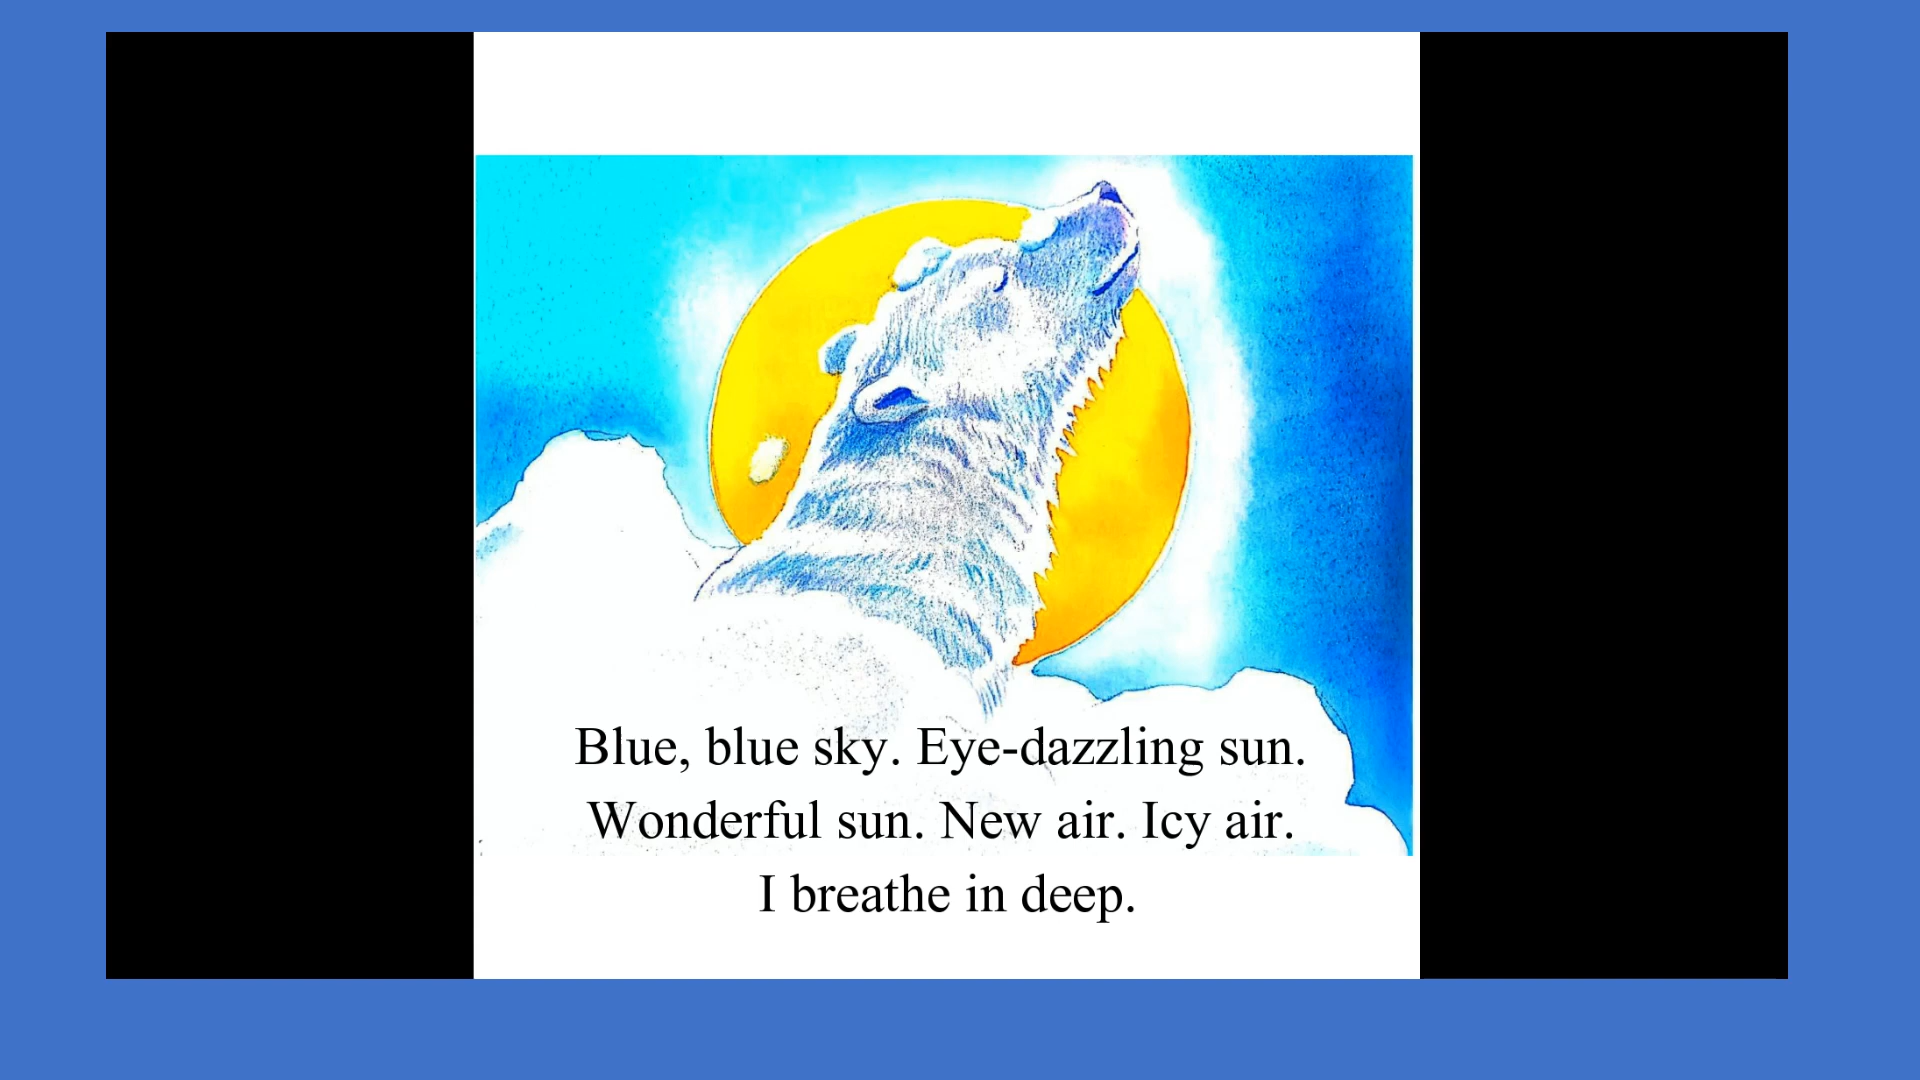 Blue, blue sky. Eye-dazzling sun.
Wonderful sun. New air. Icy air.
I breathe in deep.